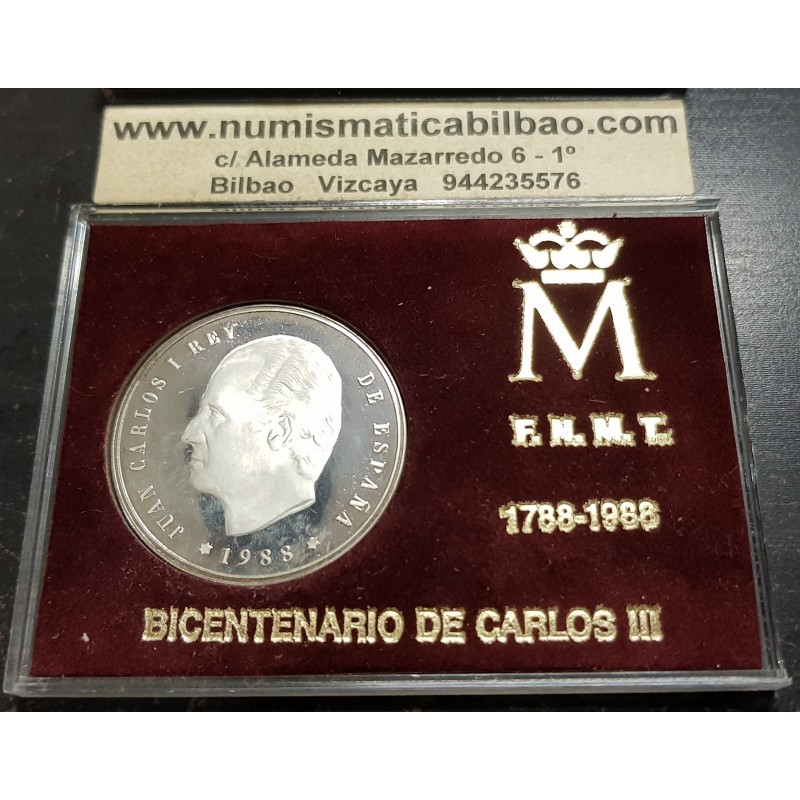 www.numismaticabilbao.com
c/ Alameda Mazarredo 6 - 1º
Bilbao Vizcaya 944235576
JUAN CARLOS I REY DE ESPAÑA
* 1988 *
M
F.N.M.T.
1788-1988
BICENTENARIO DE CARLOS III